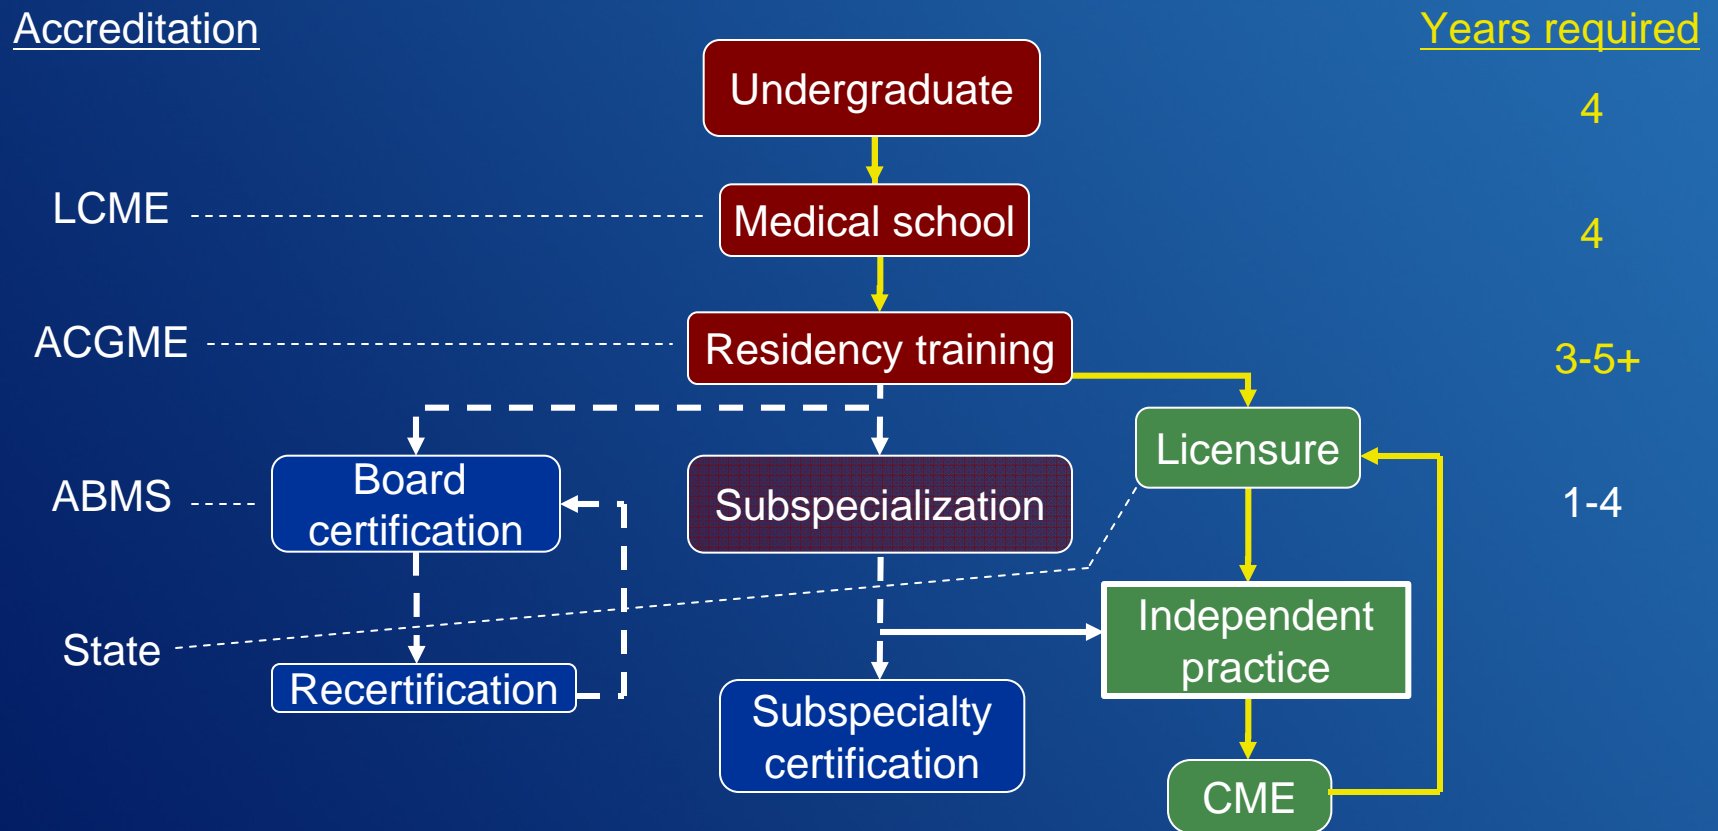 Accreditation
Years required
Undergraduate
4
LCME
Medical school
4
ACGME
Residency training
3-5+
Licensure
ABMS
Board
certification
Subspecialization
1-4
Independent
practice
State
Recertification
Subspecialty
certification
CME